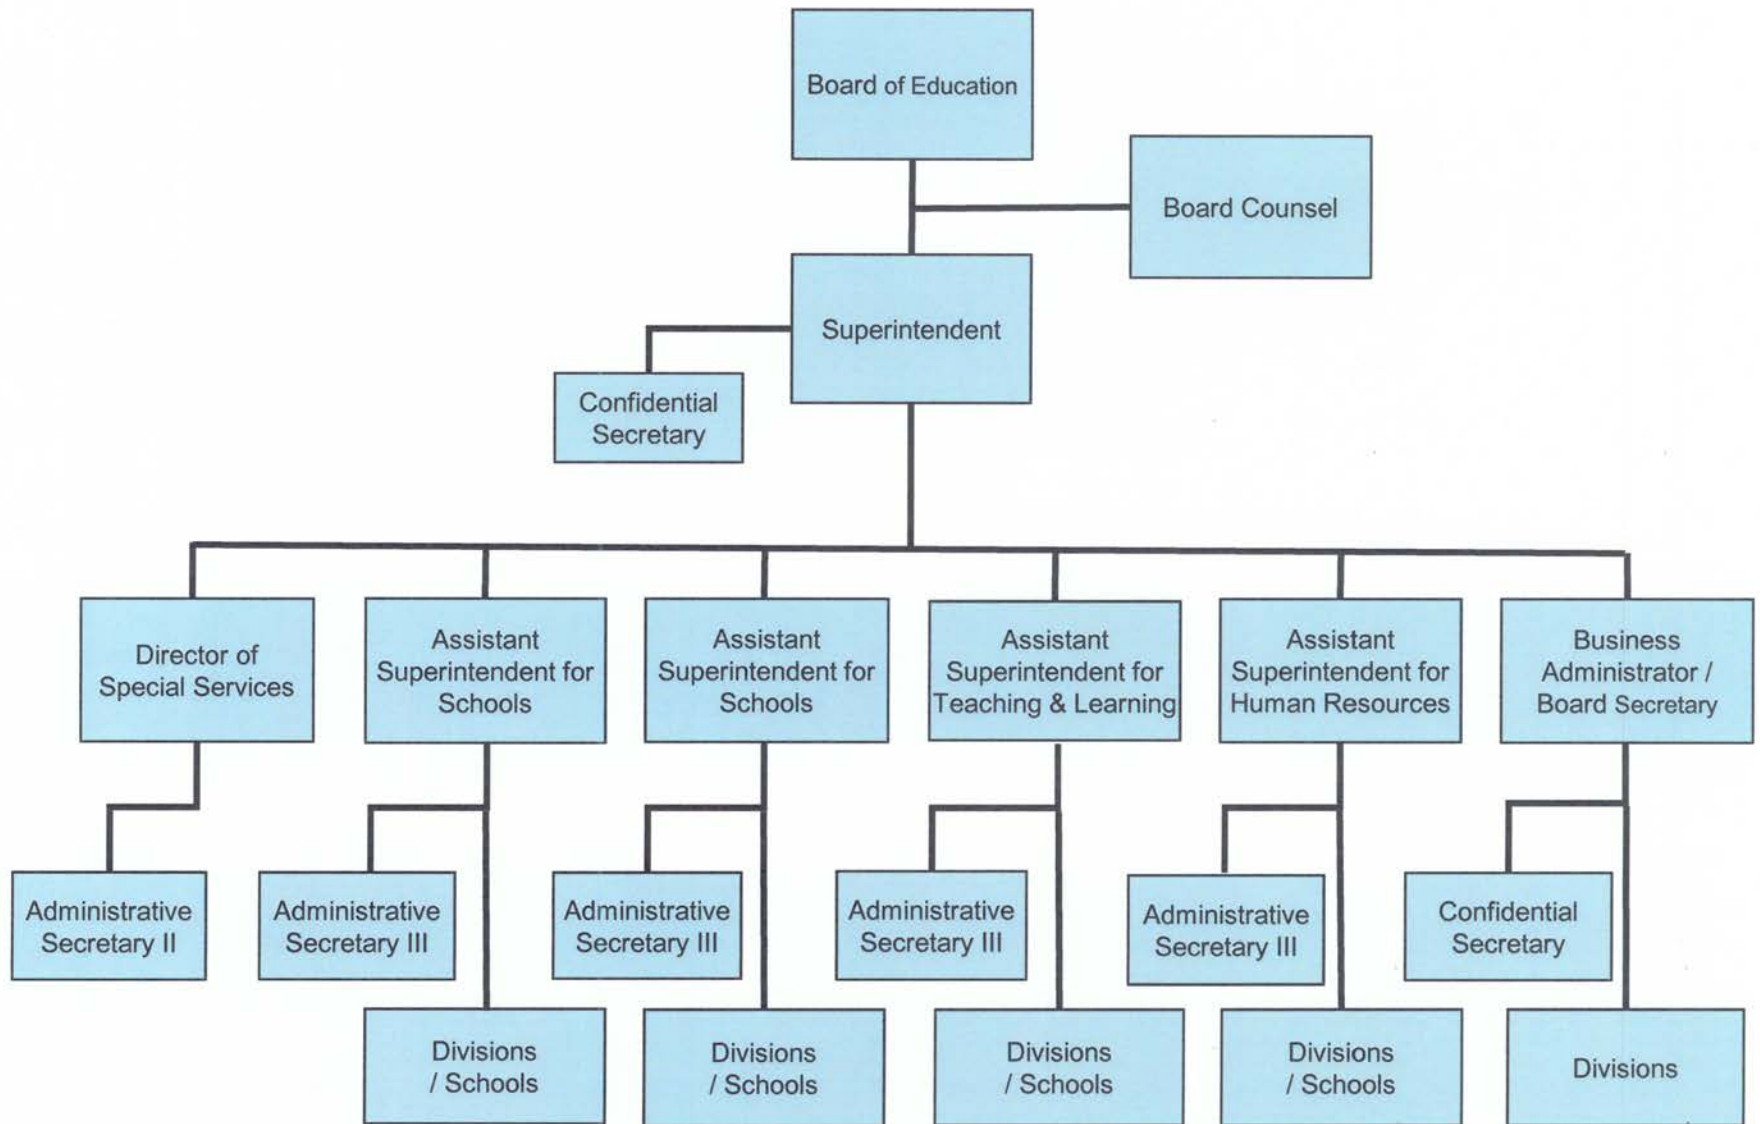 Board of Education
Board Counsel
Superintendent
Confidential
Secretary
Director of
Special Services
Assistant
Superintendent for
Schools
Assistant
Superintendent for
Schools
Assistant
Superintendent for
Teaching & Learning
Assistant
Superintendent for
Human Resources
Business
Administrator /
Board Secretary
Administrative
Secretary II
Administrative
Secretary III
Administrative
Secretary III
Administrative
Secretary III
Administrative
Secretary III
Confidential
Secretary
Divisions
/ Schools
Divisions
/ Schools
Divisions
/ Schools
Divisions
/ Schools
Divisions